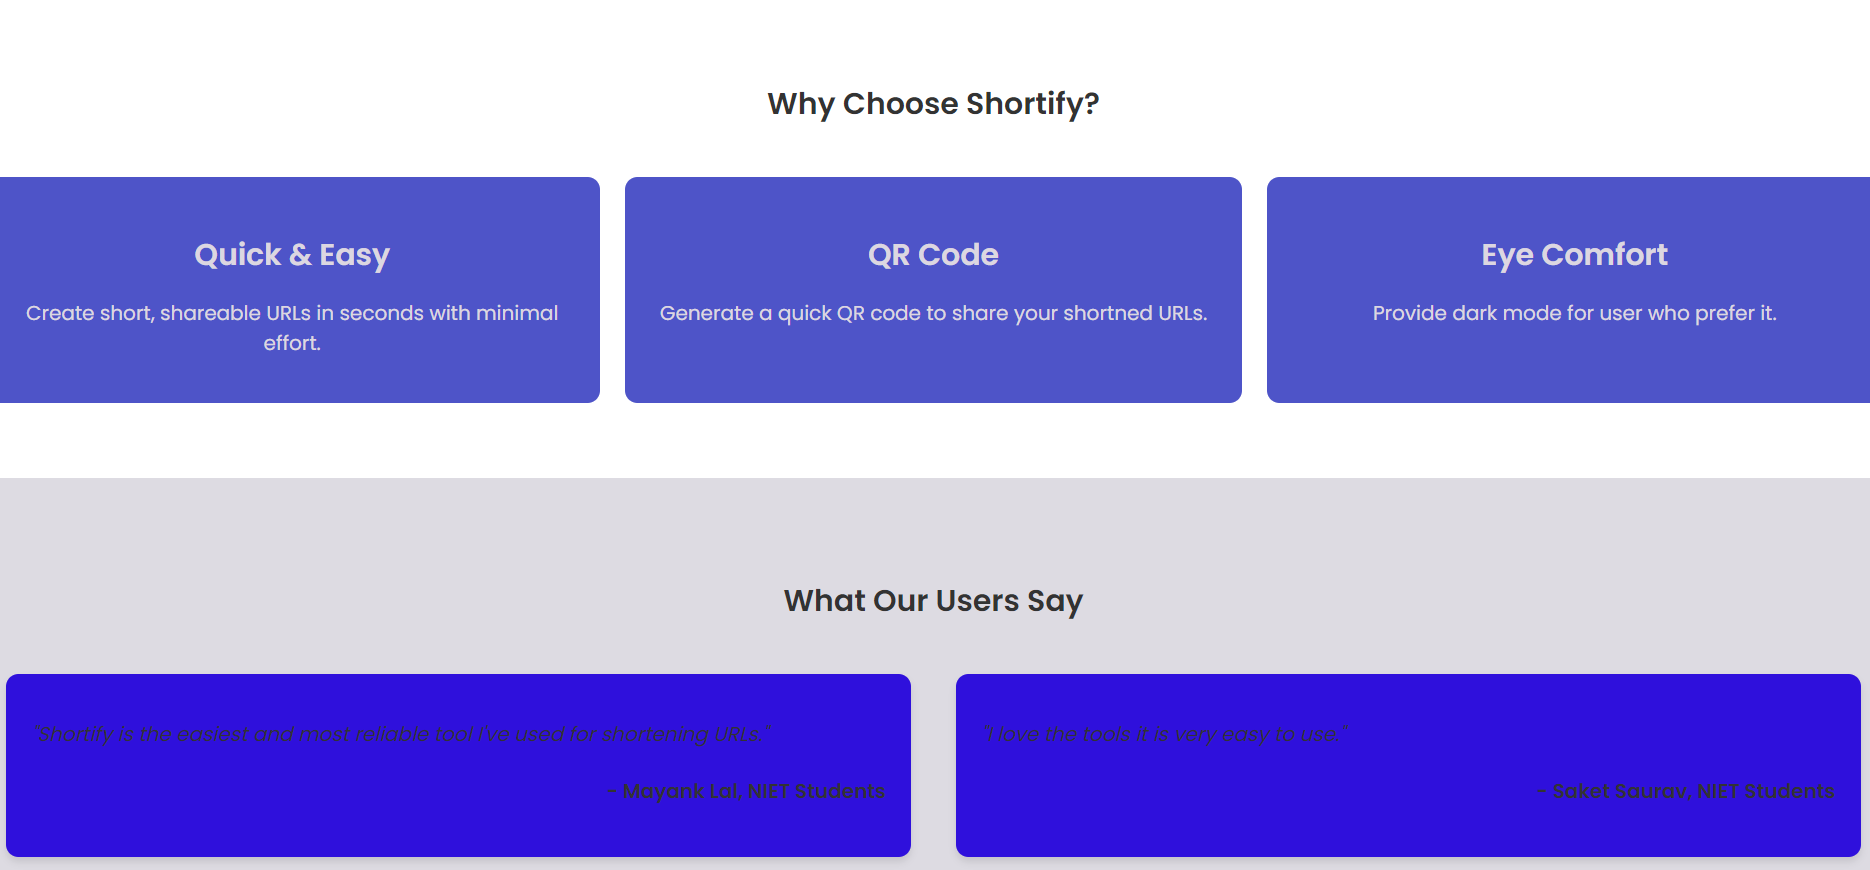 Why Choose Shortify?
Quick & Easy
Create short, shareable URLs in seconds with minimal
effort.
QR Code
Generate a quick QR code to share your shortned URLs.
Eye Comfort
Provide dark mode for user who prefer it.
What Our Users Say
"Shortify is the easiest and most reliable tool I've used for shortening URLs."
- Mayank Lal, NIET Students
"I love the tools it is very easy to use."
- Saket Saurav, NIET Students